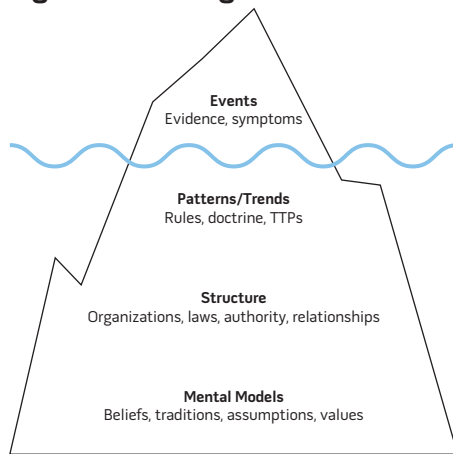 Events
Evidence, symptoms
Patterns/Trends
Rules, doctrine, TTPs
Structure
Organizations, laws, authority, relationships
Mental Models
Beliefs, traditions, assumptions, values